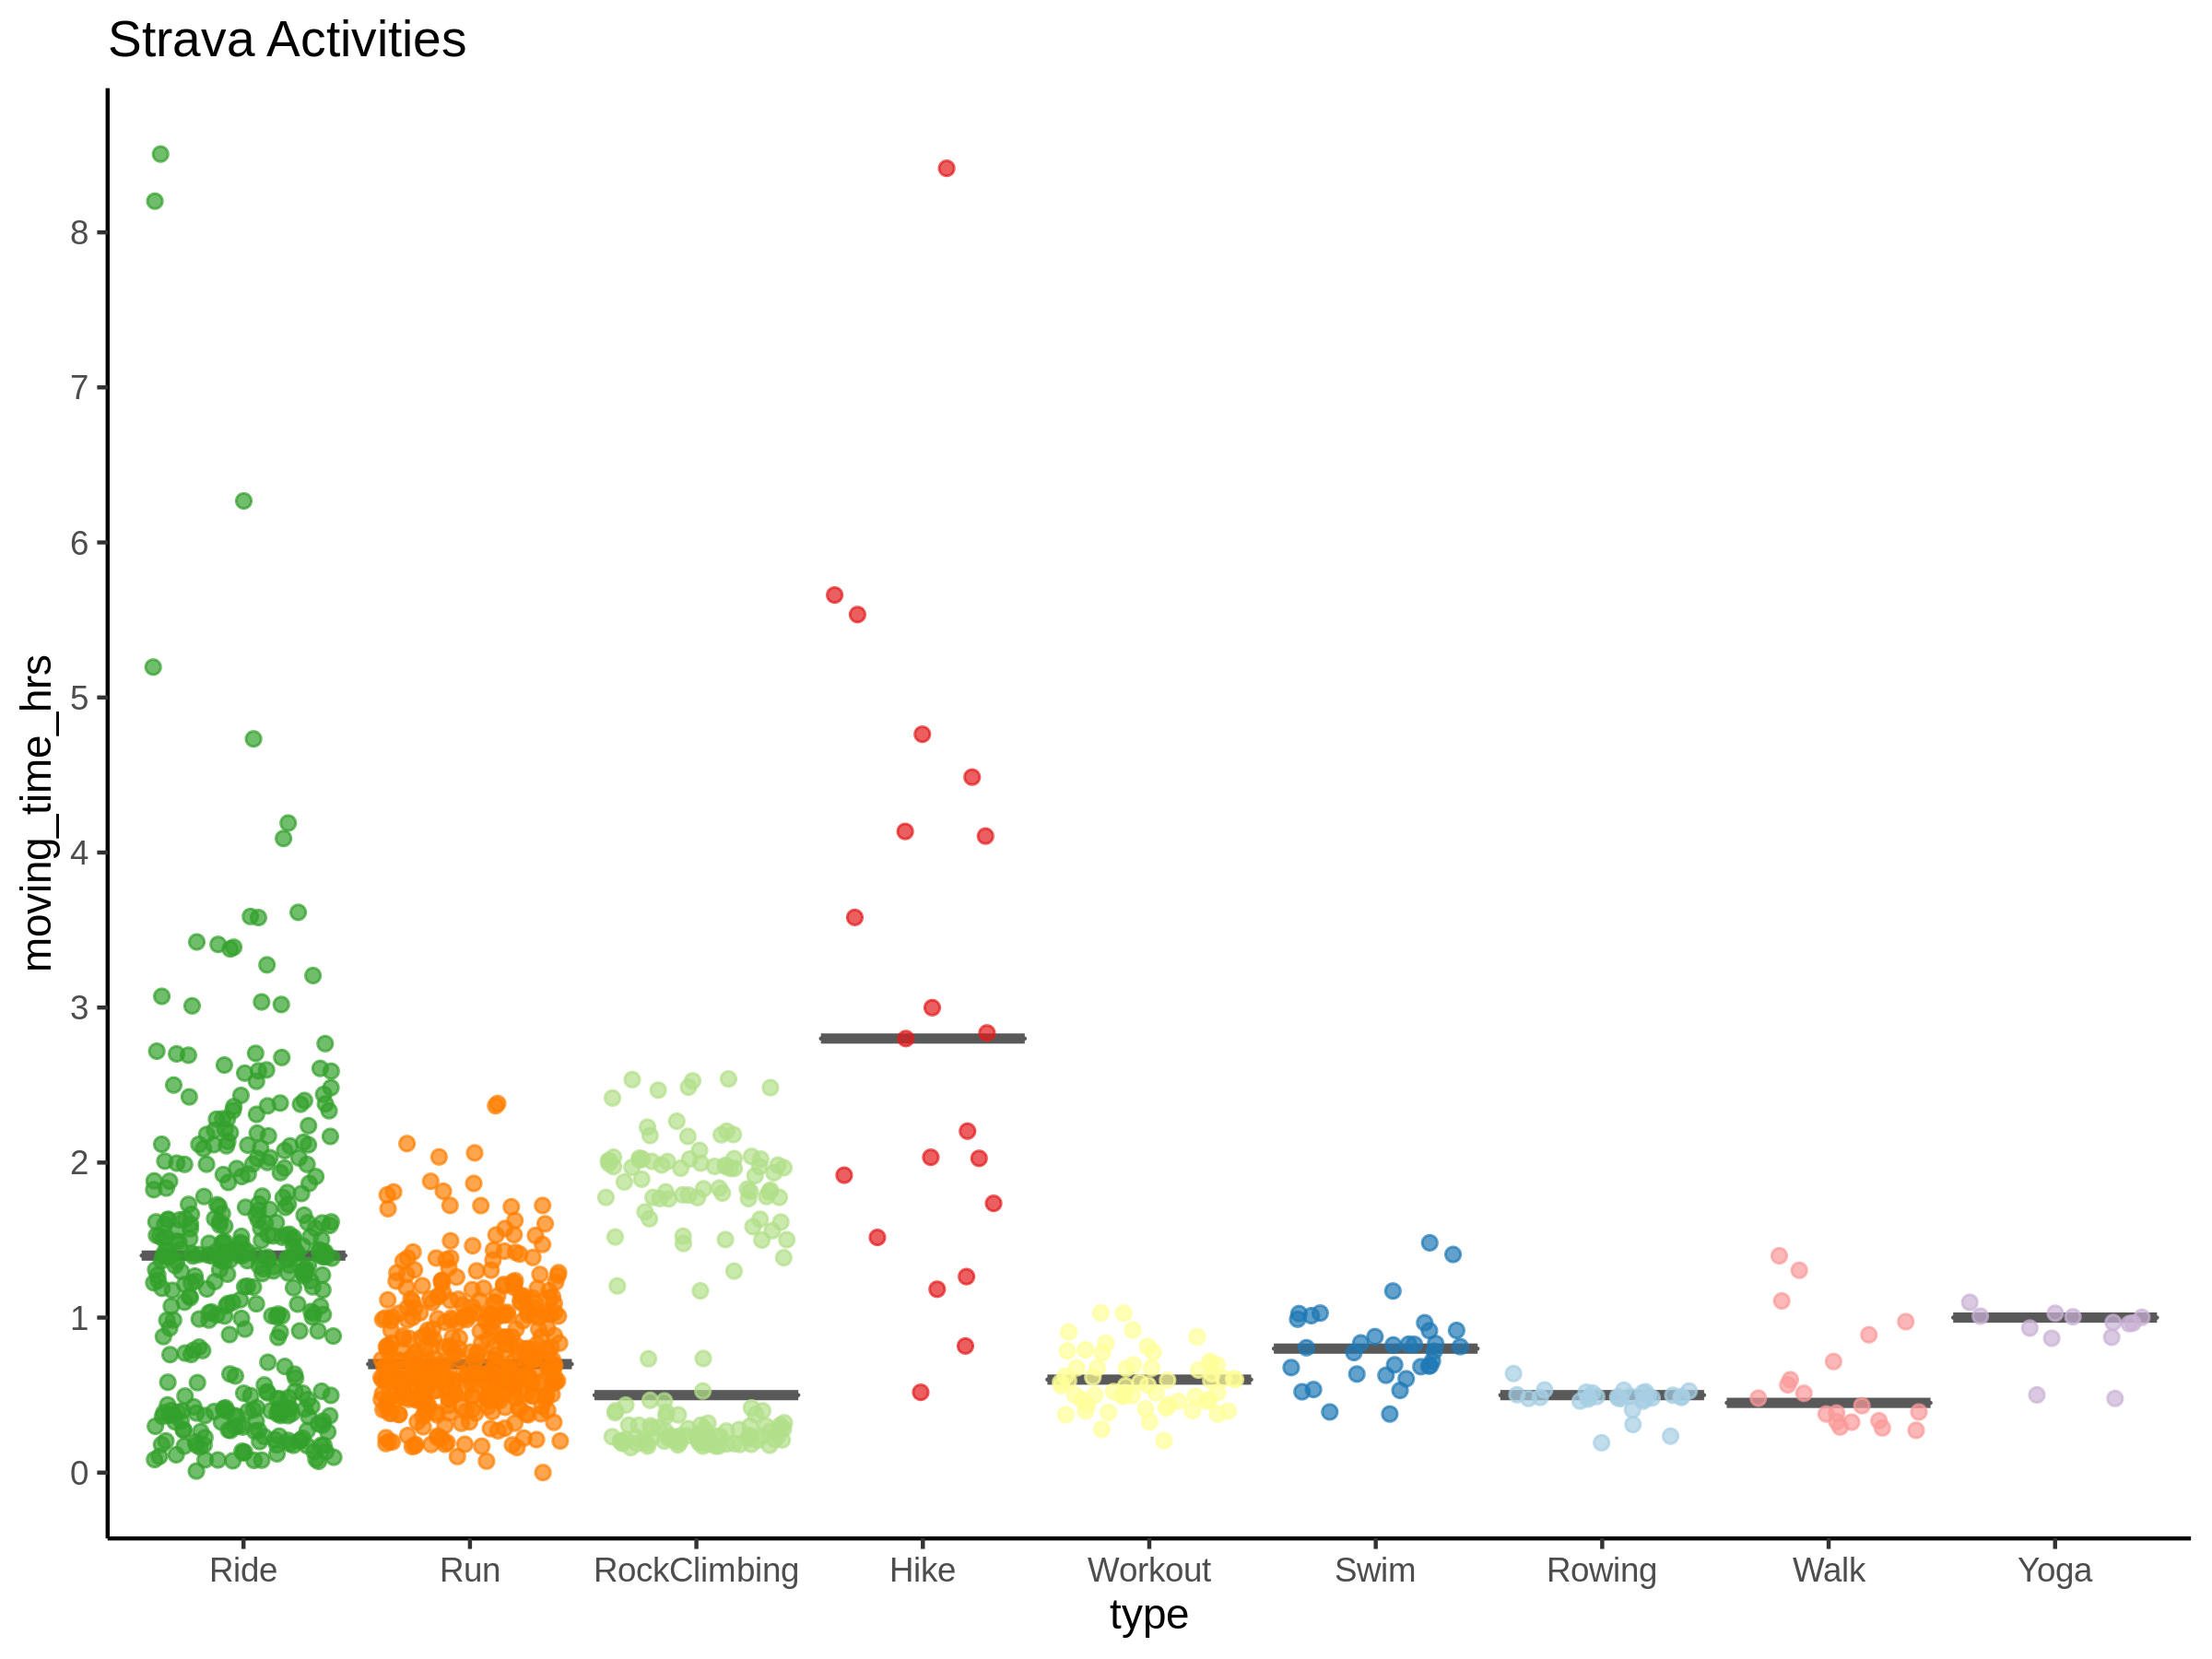 Strava Activities
moving_time_hrs
8
7
6
5
4
3
2
1
0
Ride Run RockClimbing Hike Workout Swim Rowing Walk Yoga
type